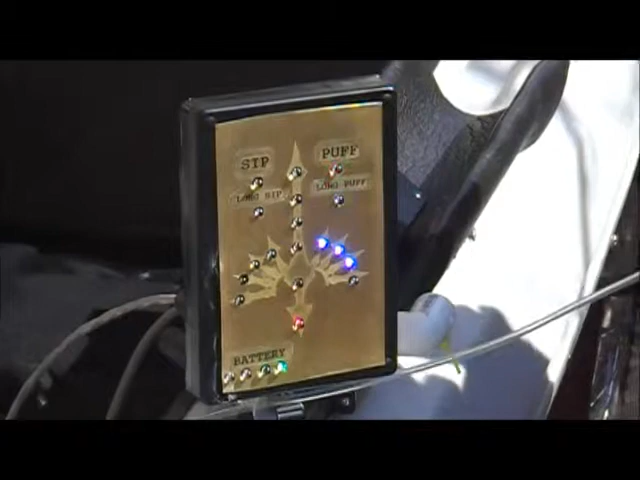 SIP
PUFF
LONG SIP
LONG PUFF
BATTERY